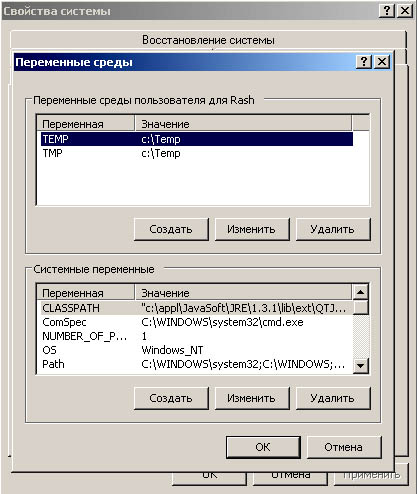 Свойства системы
Восстановление системы
Переменные среды
Переменные среды пользователя для Rash
Переменная Значение
TEMP c:\Temp
TMP c:\Temp
Создать Изменить Удалить
Системные переменные
Переменная Значение
CLASSPATH "c:\appl\JavaSoft\JRE\1.3.1\lib\ext\QTJ...
ComSpec C:\WINDOWS\system32\cmd.exe
NUMBER_OF_P... 1
OS Windows_NT
Path C:\WINDOWS\system32;C:\WINDOWS;...
Создать Изменить Удалить
OK Отмена
OK Отмена Применить